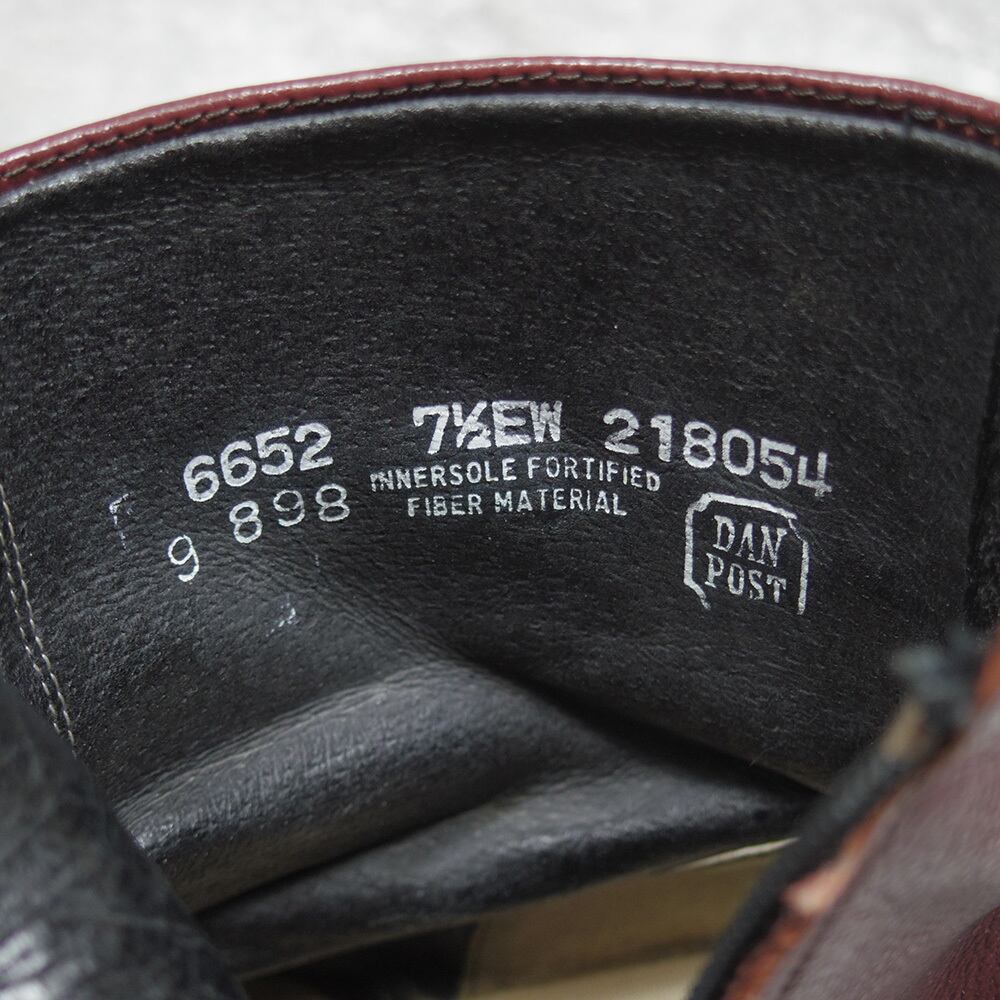 6652 7½EW 218054
9 898 INNERSOLE FORTIFIED
FIBER MATERIAL
DAN
POST